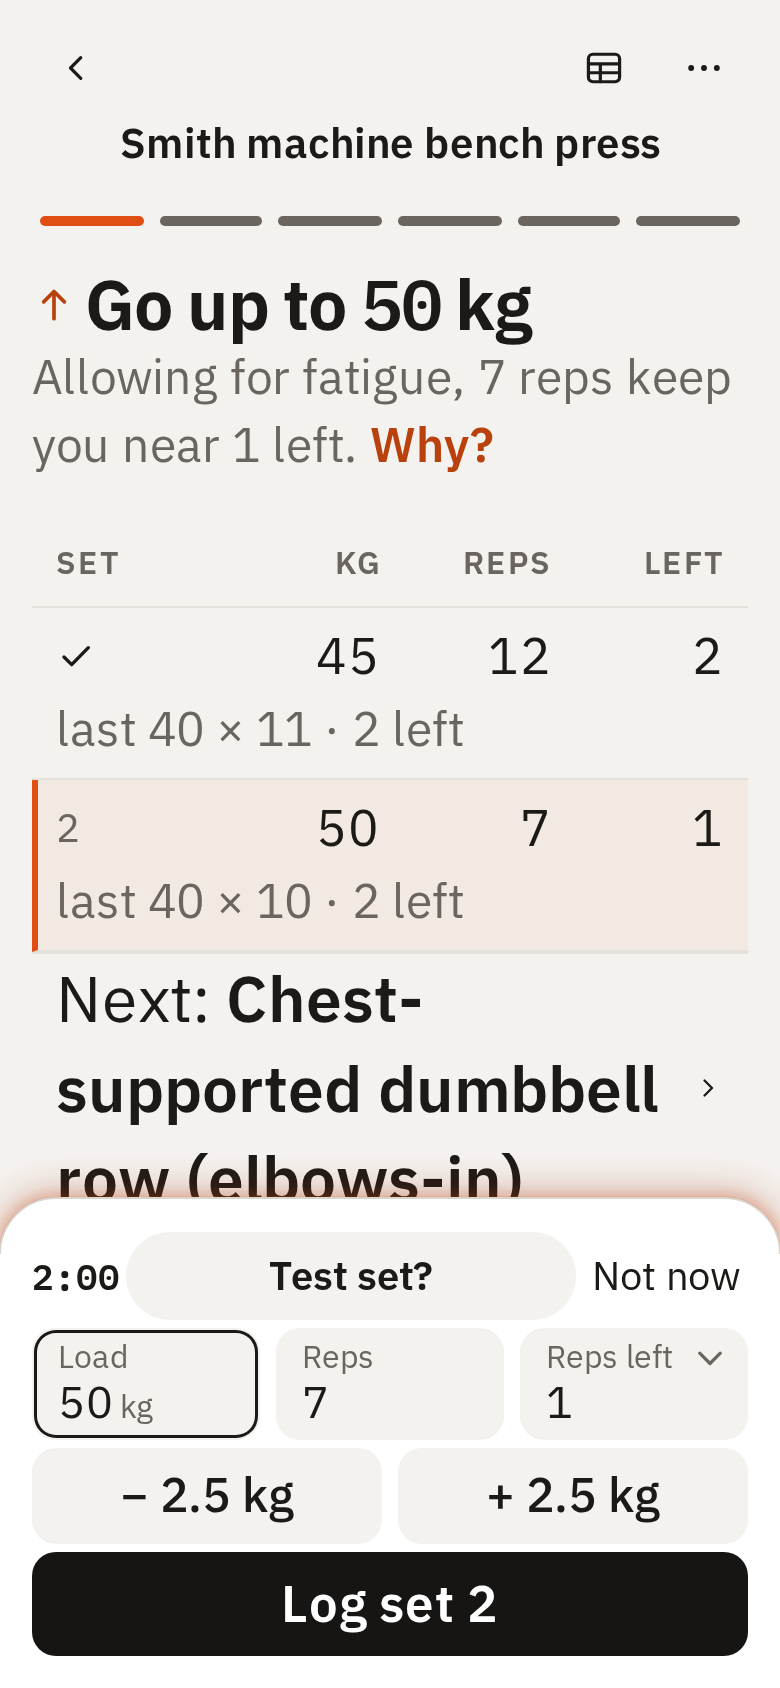 Smith machine bench press
↑ Go up to 50 kg
Allowing for fatigue, 7 reps keep
you near 1 left. Why?
SET KG REPS LEFT
✓ 45 12 2
last 40 × 11 · 2 left
2 50 7 1
last 40 × 10 · 2 left
Next: Chest-
supported dumbbell
row (elbows-in)
2:00 Test set? Not now
Load Reps Reps left
50 kg 7 1
− 2.5 kg + 2.5 kg
Log set 2